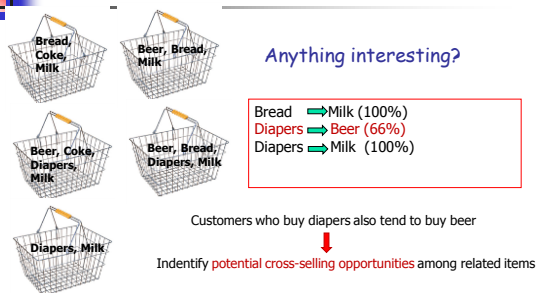 Bread,
Coke,
Milk
Beer, Bread,
Milk
Anything interesting?
Beer, Coke,
Diapers,
Milk
Beer, Bread,
Diapers, Milk
Bread ⇒ Milk (100%)
Diapers ⇒ Beer (66%)
Diapers ⇒ Milk (100%)
Diapers, Milk
Customers who buy diapers also tend to buy beer
Indentify potential cross-selling opportunities among related items